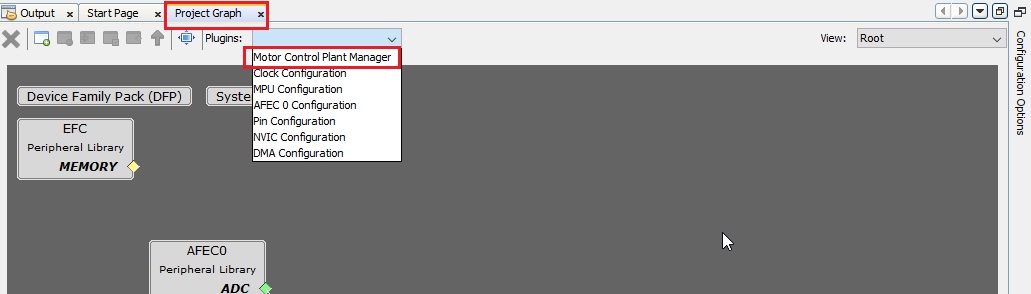 Output x Start Page x Project Graph x
Plugins: View: Root
Motor Control Plant Manager
Clock Configuration
MPU Configuration
AFEC 0 Configuration
Pin Configuration
NVIC Configuration
DMA Configuration
Device Family Pack (DFP) Syste
EFC
Peripheral Library
MEMORY
AFEC0
Peripheral Library
ADC
Configuration Options